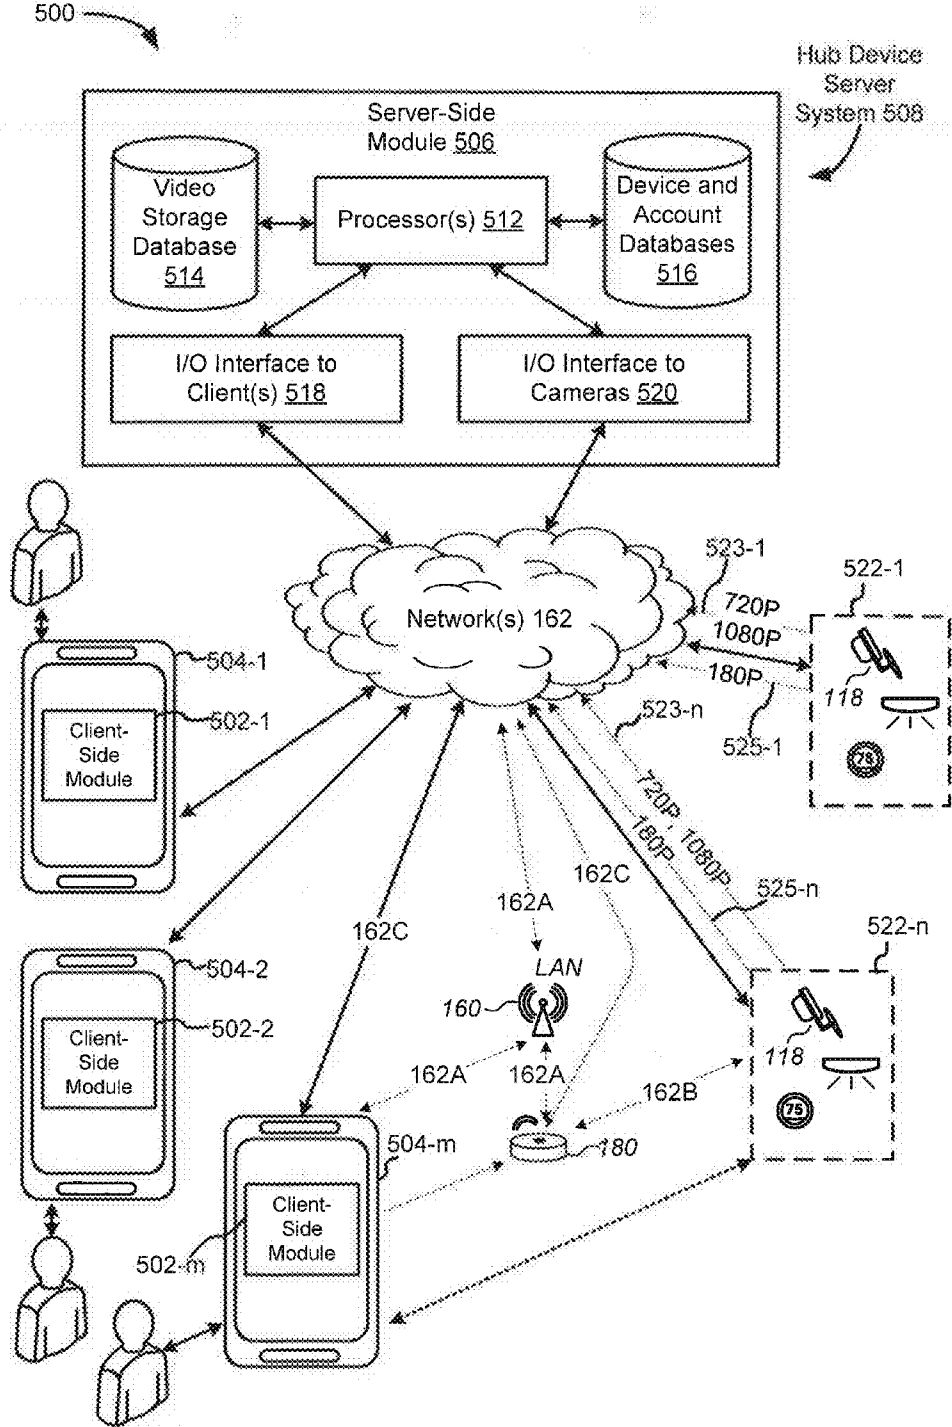 500
Hub Device
Server
System 508
Server-Side
Module 506
Video
Storage
Database
514
Processor(s) 512
Device and
Account
Databases
516
I/O Interface to
Client(s) 518
I/O Interface to
Cameras 520
Network(s) 162
523-1
522-1
720P
1080P
180P
118
78
525-1
523-n
504-1
502-1
Client-
Side
Module
720P, 1080P
180P
162A
162C
162C
525-n
522-n
504-2
502-2
Client-
Side
Module
LAN
160
118
75
162A
162A
162B
180
504-m
502-m
Client-
Side
Module